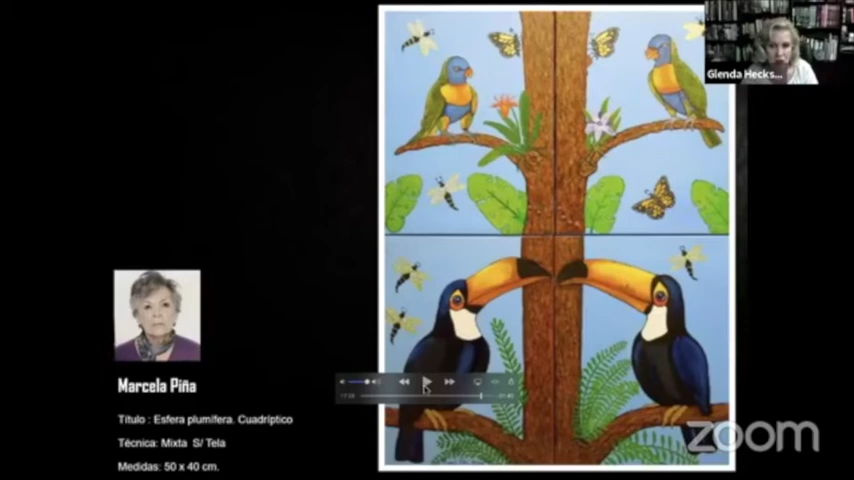 Glenda Hecks...
Marcela Piña
Título : Esfera plumífera. Cuadríptico
Técnica: Mixta S/ Tela
Medidas: 50 x 40 cm.
zoom